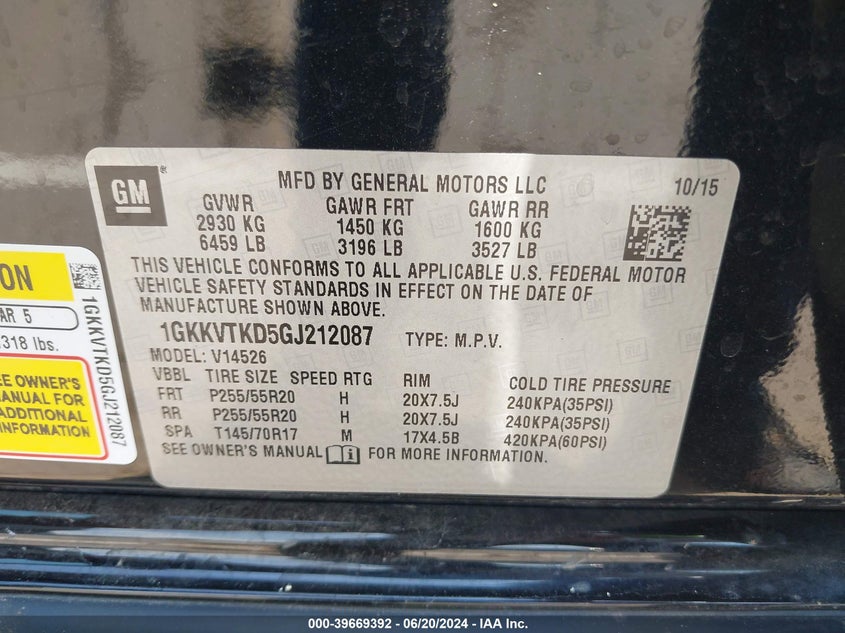 GM
®
MFD BY GENERAL MOTORS LLC
10/15
GVWR GAWR FRT GAWR RR
2930 KG 1450 KG 1600 KG
6459 LB 3196 LB 3527 LB
THIS VEHICLE CONFORMS TO ALL APPLICABLE U.S. FEDERAL MOTOR
VEHICLE SAFETY STANDARDS IN EFFECT ON THE DATE OF
MANUFACTURE SHOWN ABOVE.
1GKKVTKD5GJ212087 TYPE: M.P.V.
MODEL: V14526
VBBL TIRE SIZE SPEED RTG RIM COLD TIRE PRESSURE
FRT P255/55R20 H 20X7.5J 240KPA(35PSI)
RR P255/55R20 H 20X7.5J 240KPA(35PSI)
SPA T145/70R17 M 17X4.5B 420KPA(60PSI)
SEE OWNER'S MANUAL FOR MORE INFORMATION.
ON
AR 5
318 lbs.
EE OWNER'S
MANUAL FOR
ADDITIONAL
INFORMATION
1GKKVTKD5GJ212087
000-39669392 - 06/20/2024 - IAA Inc.